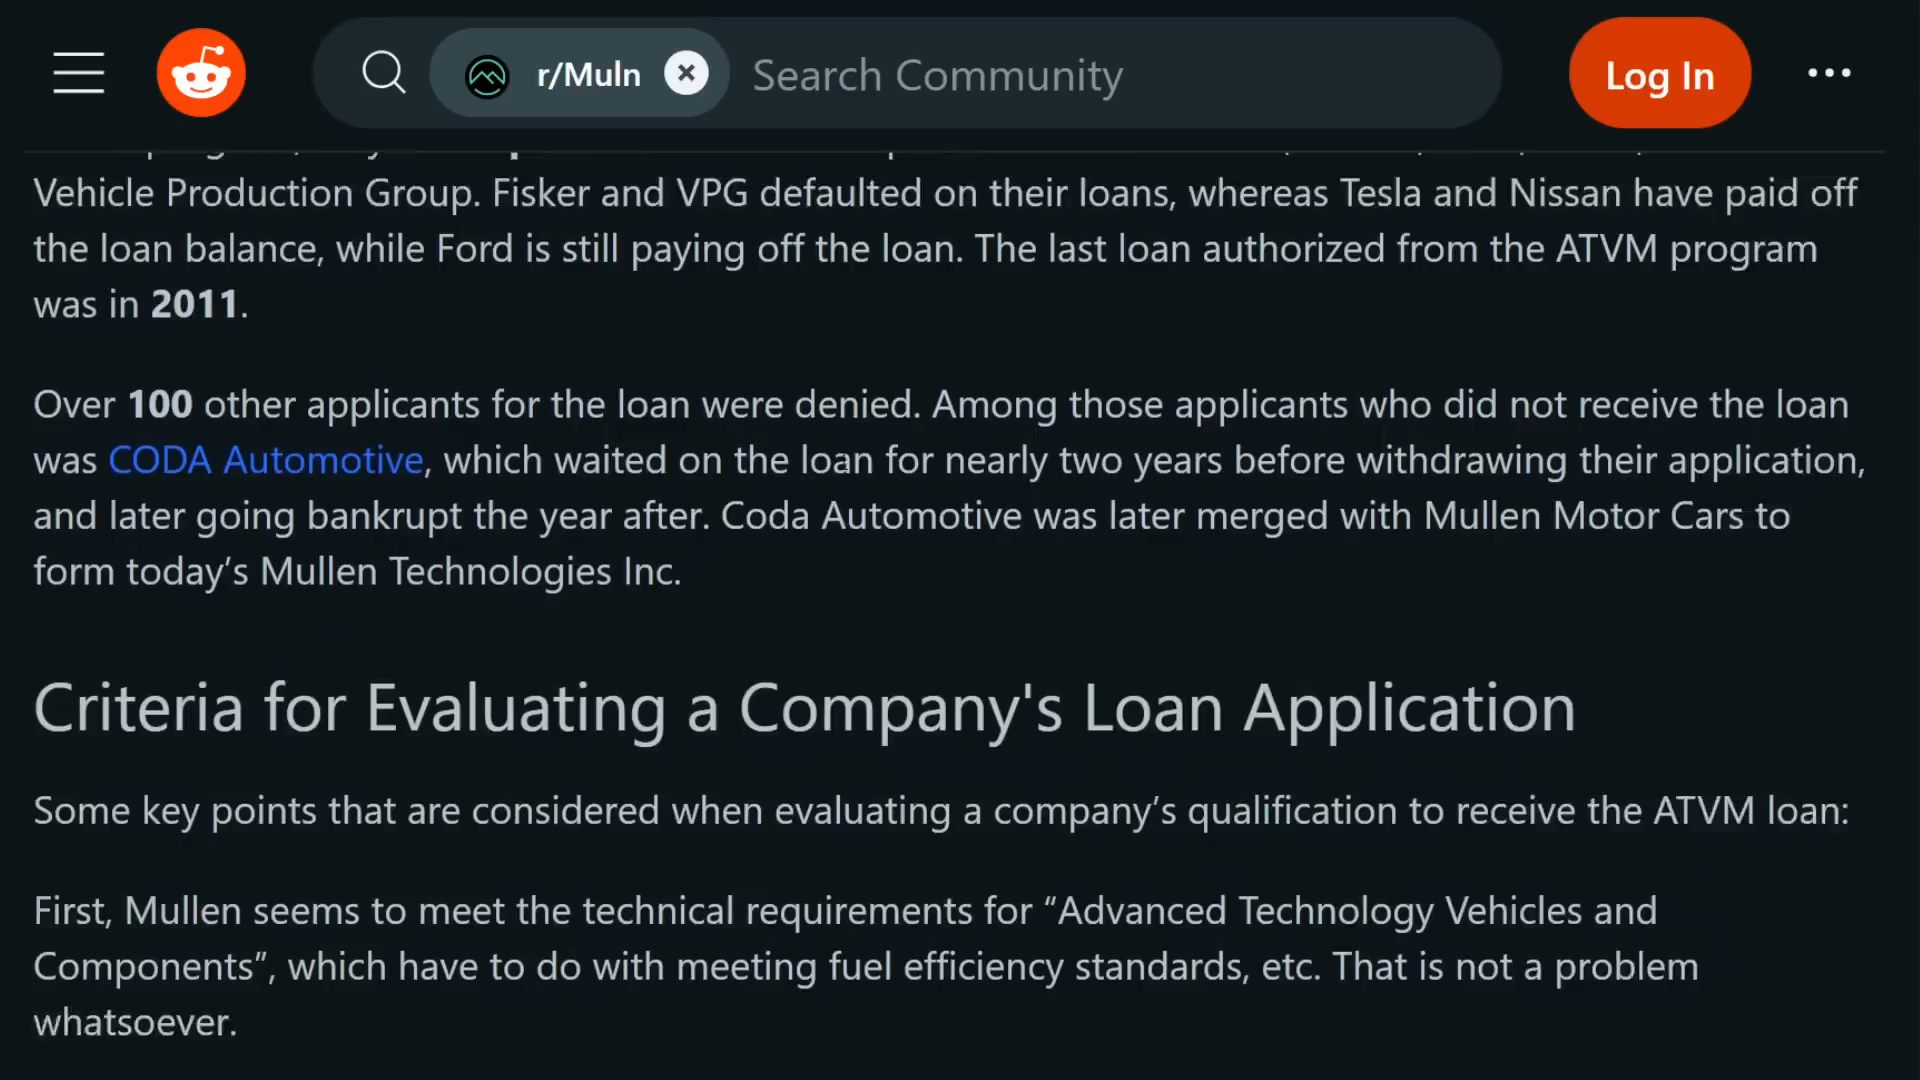 r/Muln
Search Community
Log In
Vehicle Production Group. Fisker and VPG defaulted on their loans, whereas Tesla and Nissan have paid off
the loan balance, while Ford is still paying off the loan. The last loan authorized from the ATVM program
was in 2011.
Over 100 other applicants for the loan were denied. Among those applicants who did not receive the loan
was CODA Automotive, which waited on the loan for nearly two years before withdrawing their application,
and later going bankrupt the year after. Coda Automotive was later merged with Mullen Motor Cars to
form today’s Mullen Technologies Inc.
Criteria for Evaluating a Company's Loan Application
Some key points that are considered when evaluating a company’s qualification to receive the ATVM loan:
First, Mullen seems to meet the technical requirements for “Advanced Technology Vehicles and
Components”, which have to do with meeting fuel efficiency standards, etc. That is not a problem
whatsoever.